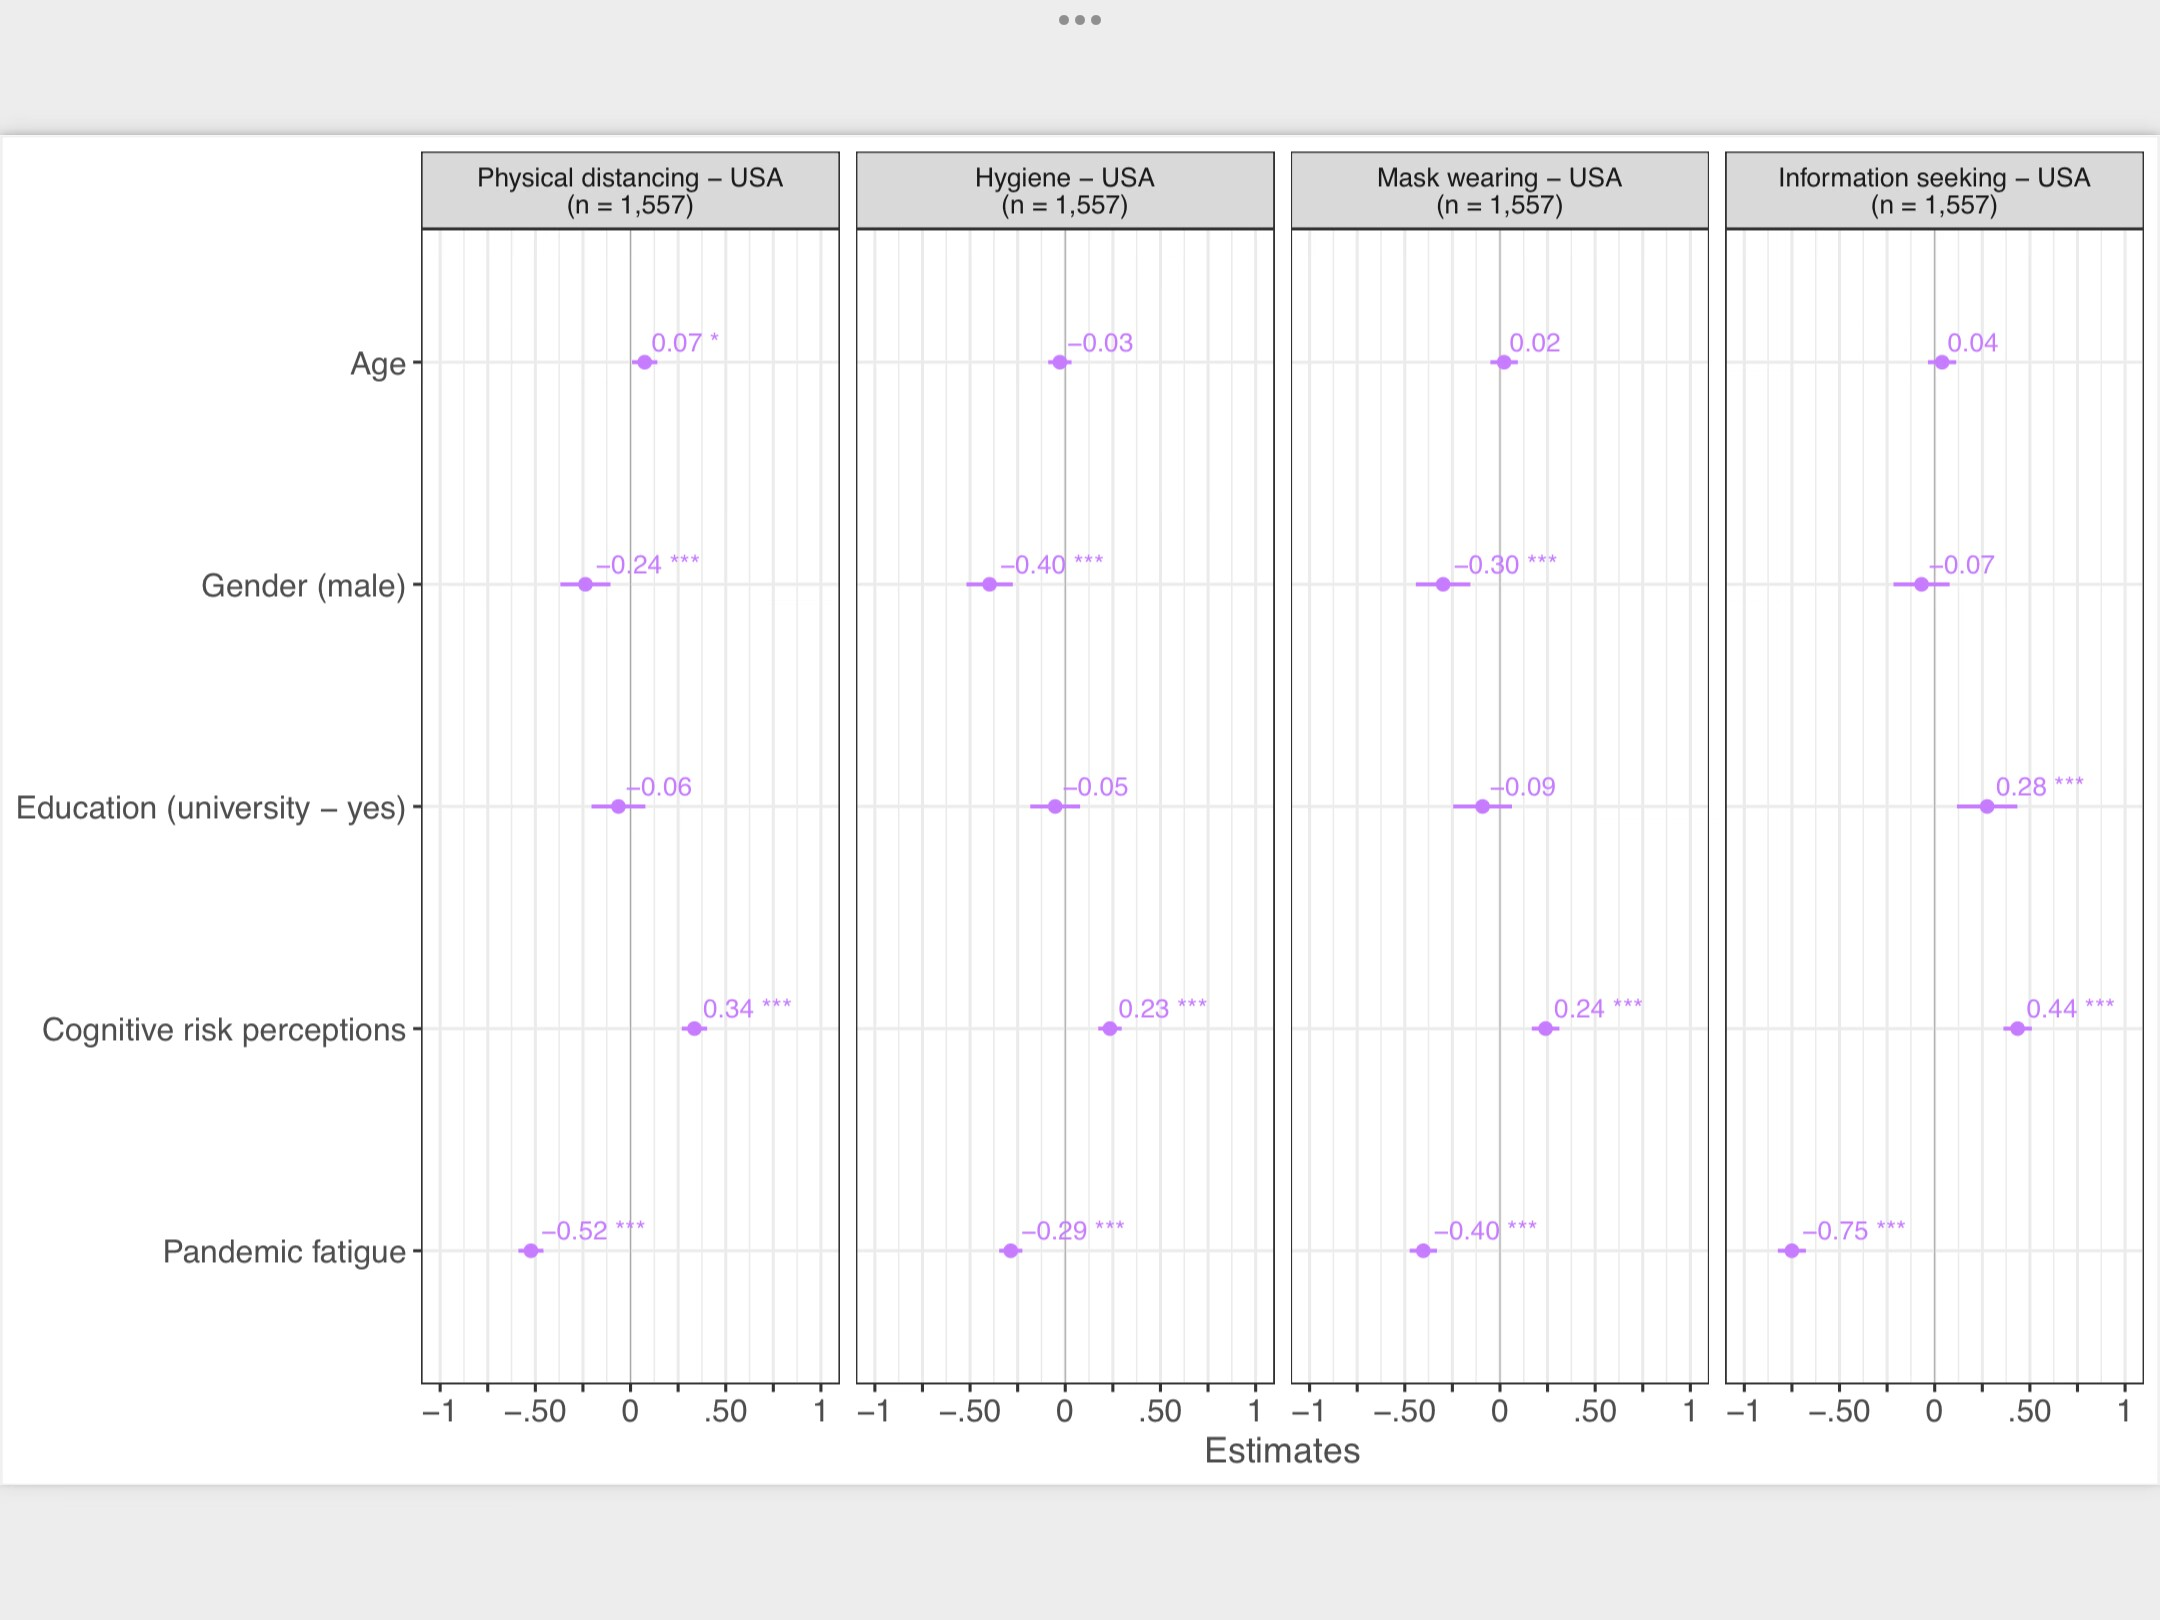 Physical distancing – USA
(n = 1,557)
Hygiene – USA
(n = 1,557)
Mask wearing – USA
(n = 1,557)
Information seeking – USA
(n = 1,557)
Age
0.07 *
–0.03
0.02
0.04
Gender (male)
–0.24 ***
–0.40 ***
–0.30 ***
–0.07
Education (university – yes)
–0.06
–0.05
–0.09
0.28 ***
Cognitive risk perceptions
0.34 ***
0.23 ***
0.24 ***
0.44 ***
Pandemic fatigue
–0.52 ***
–0.29 ***
–0.40 ***
–0.75 ***
–1 –.50 0 .50 1
–1 –.50 0 .50 1
–1 –.50 0 .50 1
–1 –.50 0 .50 1
Estimates